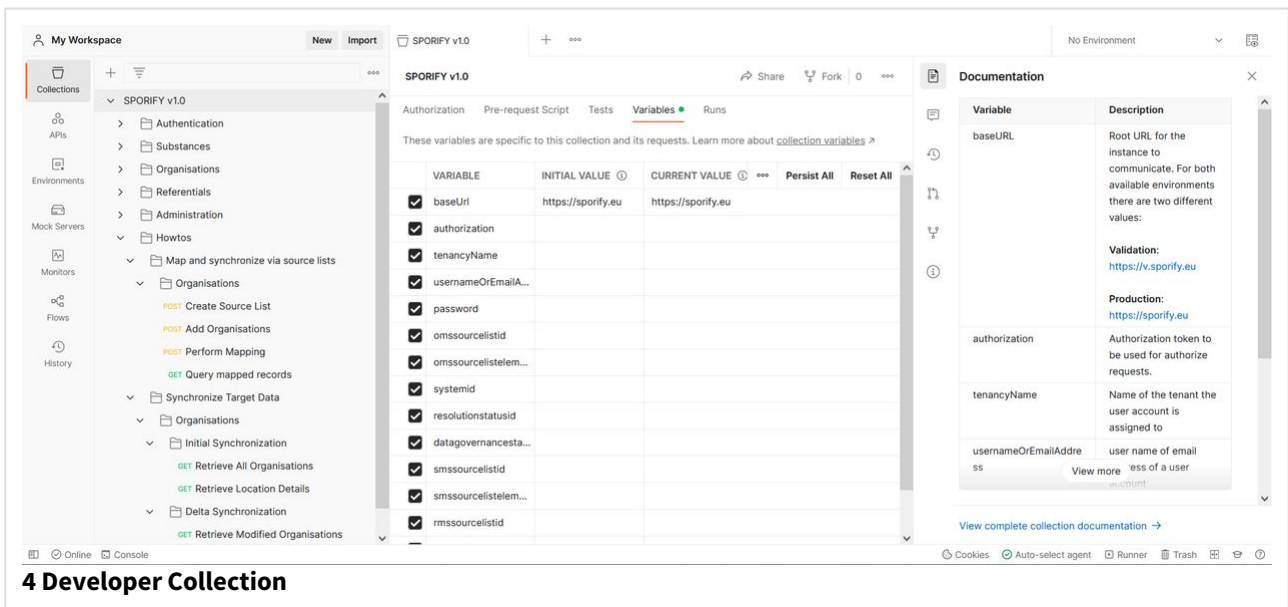 My Workspace
New Import
SPORIFY v1.0
No Environment
Collections
APIs
Environments
Mock Servers
Monitors
Flows
History
SPORIFY v1.0
Authentication
Substances
Organisations
Referentials
Administration
Howtos
Map and synchronize via source lists
Organisations
POST Create Source List
POST Add Organisations
POST Perform Mapping
GET Query mapped records
Synchronize Target Data
Organisations
Initial Synchronization
GET Retrieve All Organisations
GET Retrieve Location Details
Delta Synchronization
GET Retrieve Modified Organisations
SPORIFY v1.0
Share Fork 0
Authorization Pre-request Script Tests Variables Runs
These variables are specific to this collection and its requests. Learn more about collection variables
VARIABLE INITIAL VALUE CURRENT VALUE Persist All Reset All
baseUrl https://sporify.eu https://sporify.eu
authorization
tenancyName
usernameOrEmailA...
password
omssourcelistid
omssourcelistelem...
systemid
resolutionstatusid
datagovernancesta...
smssourcelistid
smssourcelistelem...
rmssourcelistid
Documentation
Variable Description
baseURL Root URL for the
instance to
communicate. For both
available environments
there are two different
values:
Validation:
https://v.sporify.eu
Production:
https://sporify.eu
authorization Authorization token to
be used for authorize
requests.
tenancyName Name of the tenant the
user account is
assigned to
usernameOrEmailAddre user name of email
ss View more ress of a user
account
View complete collection documentation
Online Console
Cookies Auto-select agent Runner Trash
4 Developer Collection